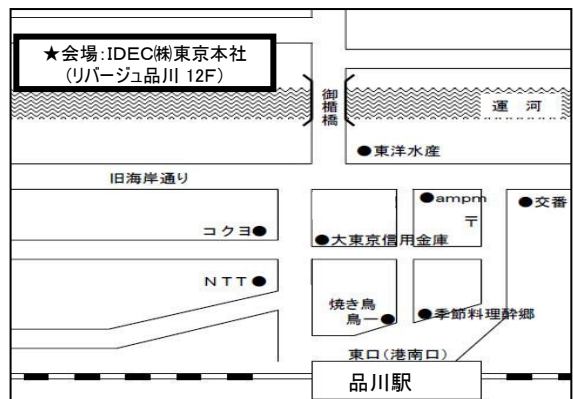 ★会場:IDEC㈱東京本社
(リバージュ品川 12F)
御楯橋
運 河
●東洋水産
旧海岸通り
●ampm
●交番
〒
コクヨ●
●大東京信用金庫
NTT●
焼き鳥
鳥一●
●季節料理酔郷
東口(港南口)
品川駅